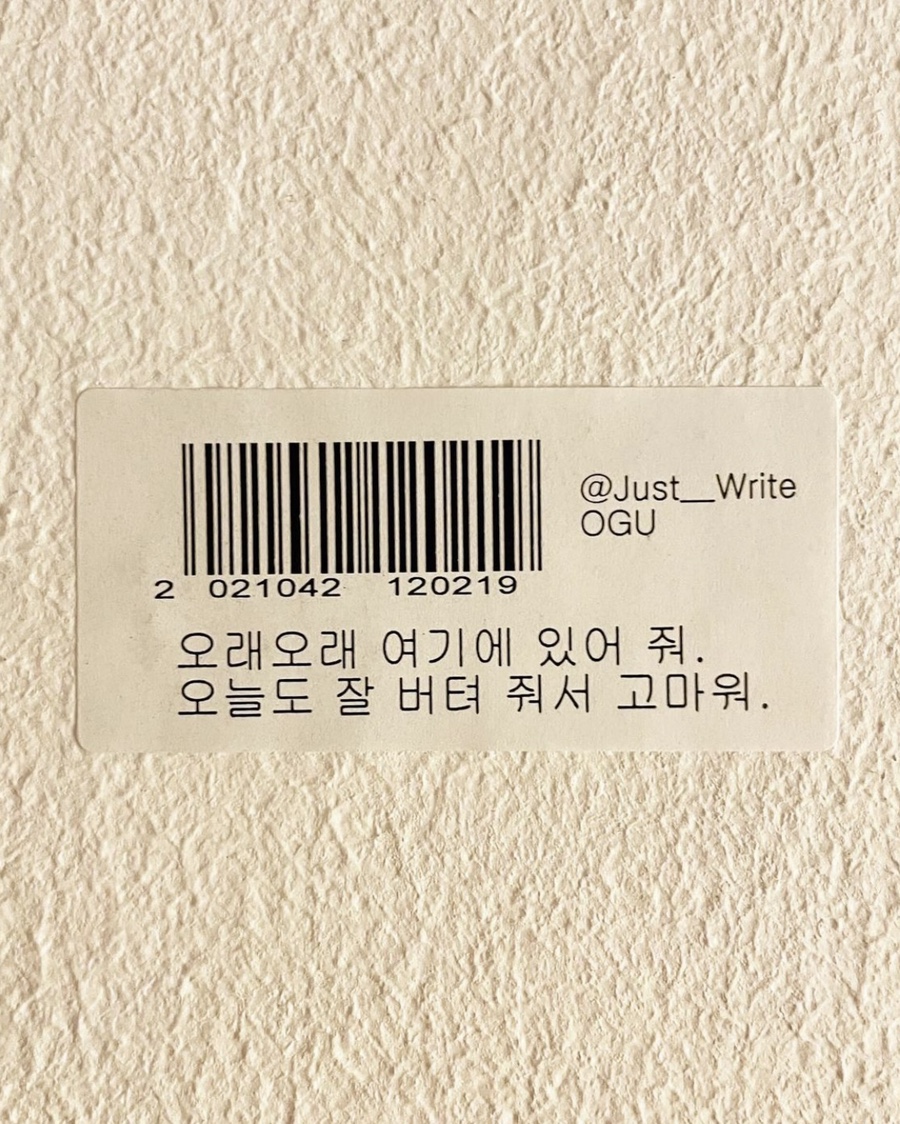 @Just__Write
OGU
2 021042 120219
오래오래 여기에 있어 줘.
오늘도 잘 버텨 줘서 고마워.